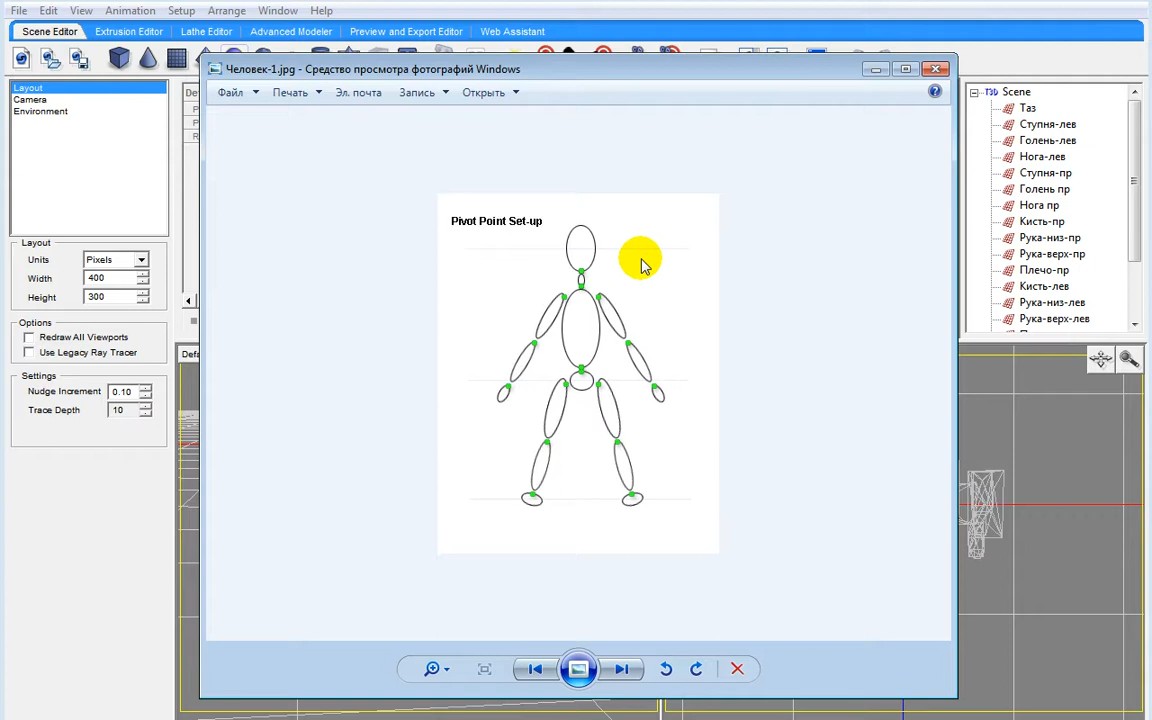 File Edit View Animation Setup Arrange Window Help
Scene Editor Extrusion Editor Lathe Editor Advanced Modeler Preview and Export Editor Web Assistant
Человек-1.jpg - Средство просмотра фотографий Windows
Файл Печать Эл. почта Запись Открыть
Layout
Camera
Environment
Layout
Units Pixels
Width 400
Height 300
Options
Redraw All Viewports
Use Legacy Ray Tracer
Settings
Nudge Increment 0.10
Trace Depth 10
Pivot Point Set-up
Scene
Таз
Ступня-лев
Голень-лев
Нога-лев
Ступня-пр
Голень пр
Нога пр
Кисть-пр
Рука-низ-пр
Рука-верх-пр
Плечо-пр
Кисть-лев
Рука-низ-лев
Рука-верх-лев